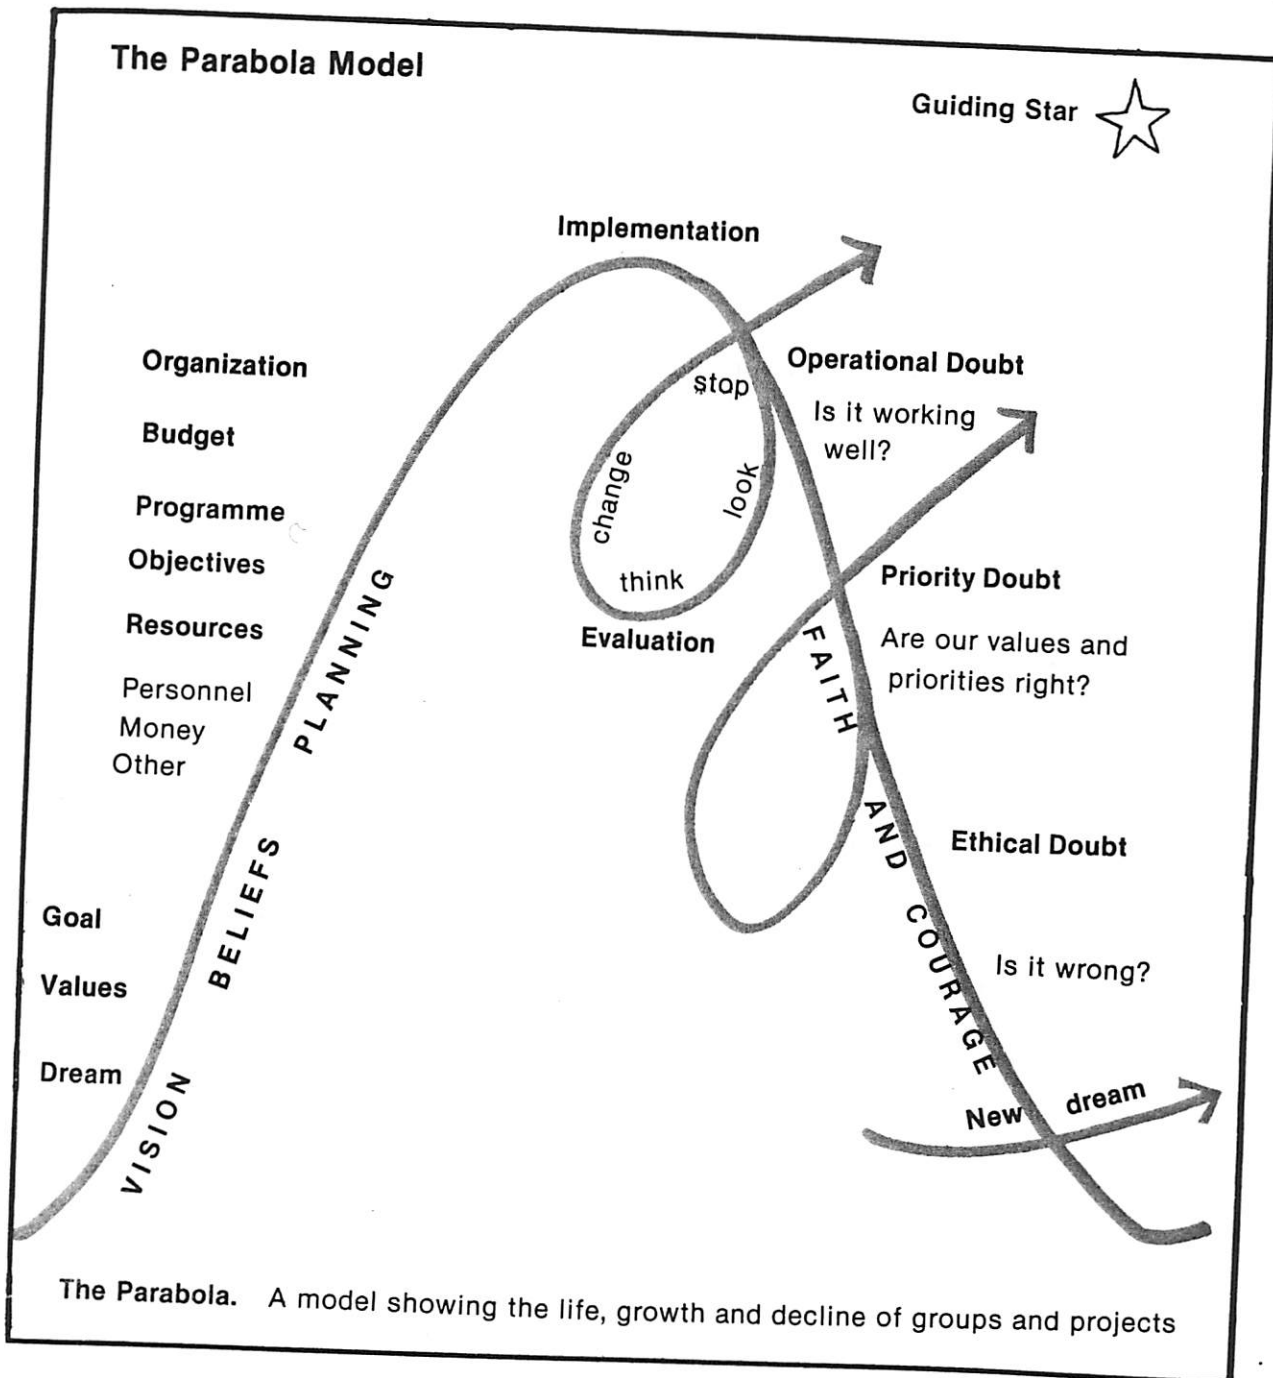 The Parabola Model
Guiding Star
Implementation
Organization
Budget
Programme
Objectives
Resources
Personnel
Money
Other
Goal
Values
Dream
VISION
BELIEFS
PLANNING
stop
look
think
change
Evaluation
Operational Doubt
Is it working
well?
Priority Doubt
Are our values and
priorities right?
Ethical Doubt
Is it wrong?
FAITH
AND COURAGE
New dream
The Parabola. A model showing the life, growth and decline of groups and projects